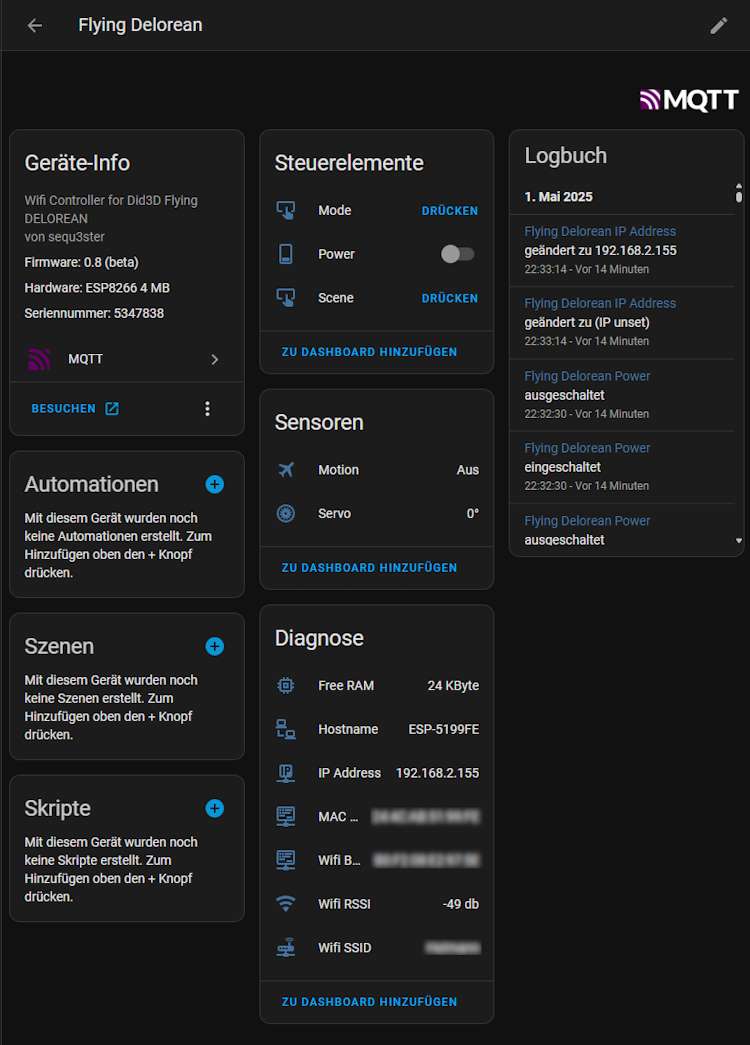 Flying Delorean
MQTT
Geräte-Info
Wifi Controller for Did3D Flying
DELOREAN
von sequ3ster
Firmware: 0.8 (beta)
Hardware: ESP8266 4 MB
Seriennummer: 5347838
MQTT
BESUCHEN
Automationen
Mit diesem Gerät wurden noch
keine Automationen erstellt. Zum
Hinzufügen oben den + Knopf
drücken.
Szenen
Mit diesem Gerät wurden noch
keine Szenen erstellt. Zum
Hinzufügen oben den + Knopf
drücken.
Skripte
Mit diesem Gerät wurden noch
keine Skripte erstellt. Zum
Hinzufügen oben den + Knopf
drücken.
Steuerelemente
Mode DRÜCKEN
Power
Scene DRÜCKEN
ZU DASHBOARD HINZUFÜGEN
Sensoren
Motion Aus
Servo 0°
ZU DASHBOARD HINZUFÜGEN
Diagnose
Free RAM 24 KByte
Hostname ESP-5199FE
IP Address 192.168.2.155
MAC ...
Wifi B...
Wifi RSSI -49 db
Wifi SSID
ZU DASHBOARD HINZUFÜGEN
Logbuch
1. Mai 2025
Flying Delorean IP Address
geändert zu 192.168.2.155
22:33:14 - Vor 14 Minuten
Flying Delorean IP Address
geändert zu (IP unset)
22:33:14 - Vor 14 Minuten
Flying Delorean Power
ausgeschaltet
22:32:30 - Vor 14 Minuten
Flying Delorean Power
eingeschaltet
22:32:30 - Vor 14 Minuten
Flying Delorean Power
ausgeschaltet